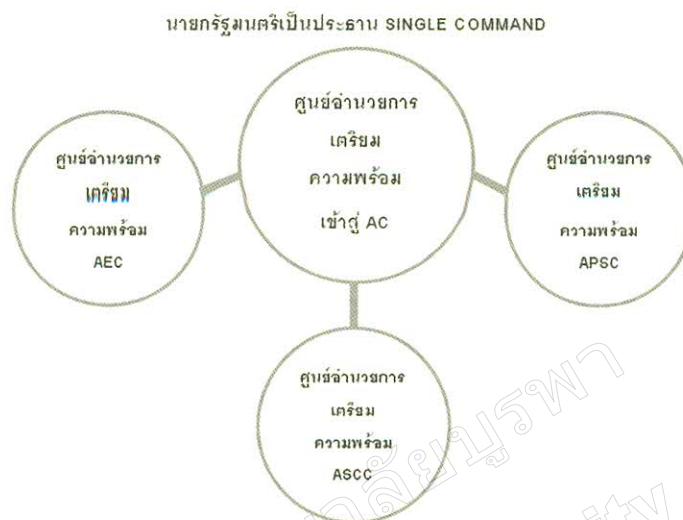 นายกรัฐมนตรีเป็นประธาน SINGLE COMMAND
ศูนย์อำนวยการ
เตรียม
ความพร้อม
เข้าสู่ AC
ศูนย์อำนวยการ
เตรียม
ความพร้อม
AEC
ศูนย์อำนวยการ
เตรียม
ความพร้อม
APSC
ศูนย์อำนวยการ
เตรียม
ความพร้อม
ASCC